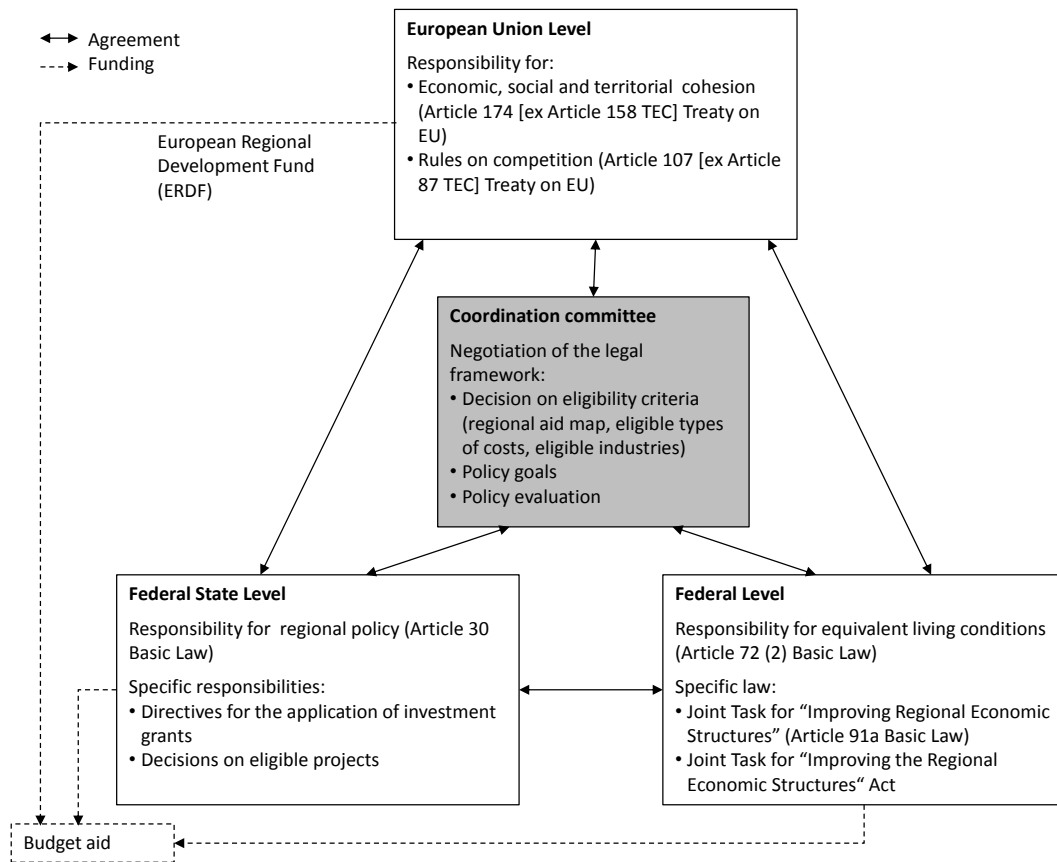 European Union Level
Responsibility for:
• Economic, social and territorial cohesion
(Article 174 [ex Article 158 TEC] Treaty on
EU)
• Rules on competition (Article 107 [ex Article
87 TEC] Treaty on EU)
Agreement
Funding
European Regional
Development Fund
(ERDF)
Coordination committee
Negotiation of the legal
framework:
• Decision on eligibility criteria
(regional aid map, eligible types
of costs, eligible industries)
• Policy goals
• Policy evaluation
Federal State Level
Responsibility for regional policy (Article 30
Basic Law)
Specific responsibilities:
• Directives for the application of investment
grants
• Decisions on eligible projects
Federal Level
Responsibility for equivalent living conditions
(Article 72 (2) Basic Law)
Specific law:
• Joint Task for “Improving Regional Economic
Structures” (Article 91a Basic Law)
• Joint Task for “Improving the Regional
Economic Structures“ Act
Budget aid